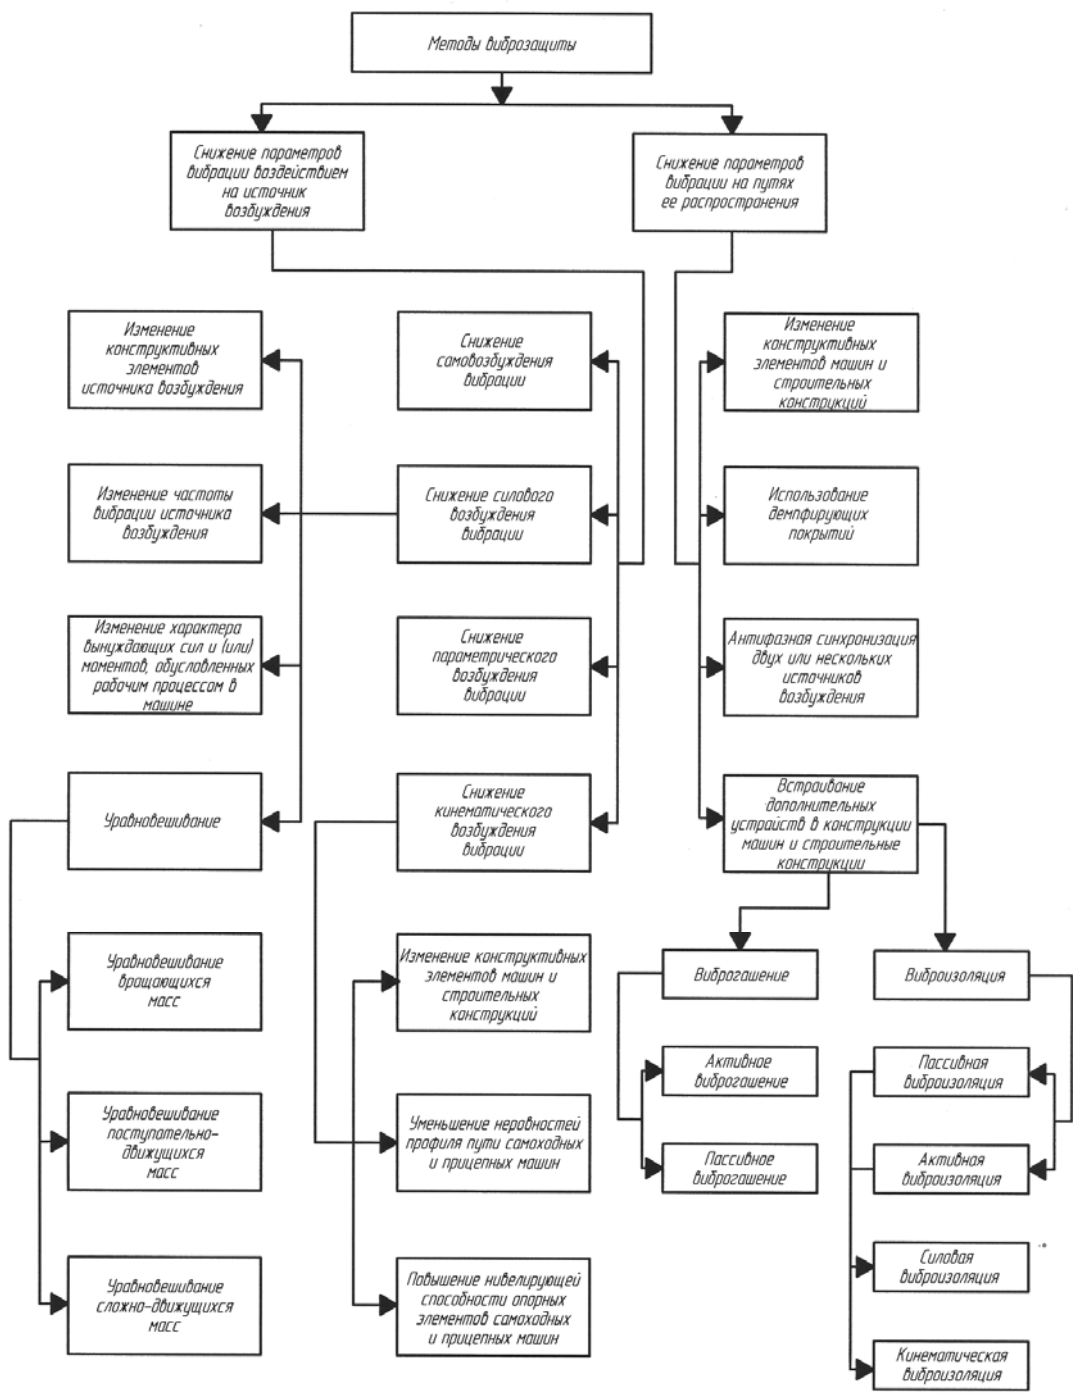 Методы виброзащиты
Снижение параметров
вибрации воздействием
на источник
возбуждения
Снижение параметров
вибрации на путях
ее распространения
Изменение
конструктивных
элементов
источника возбуждения
Снижение
самовозбуждения
вибрации
Изменение
конструктивных
элементов машин и
строительных
конструкций
Изменение частоты
вибрации источника
возбуждения
Снижение силового
возбуждения
вибрации
Использование
демпфирующих
покрытий
Изменение характера
вынуждающих сил и (или)
моментов, обусловленных
рабочим процессом в
машине
Снижение
параметрического
возбуждения
вибрации
Антифазная синхронизация
двух или нескольких
источников
возбуждения
Уравновешивание
Снижение
кинематического
возбуждения
вибрации
Встраивание
дополнительных
устройств в конструкции
машин и строительные
конструкции
Уравновешивание
вращающихся
масс
Изменение конструктивных
элементов машин и
строительных
конструкций
Виброгашение
Виброизоляция
Активное
виброгашение
Пассивная
виброизоляция
Уравновешивание
поступательно-
движущихся
масс
Уменьшение неровностей
профиля пути самоходных
и прицепных машин
Пассивное
виброгашение
Активная
виброизоляция
Уравновешивание
сложно-движущихся
масс
Повышение нивелирующей
способности опорных
элементов самоходных
и прицепных машин
Силовая
виброизоляция
Кинематическая
виброизоляция